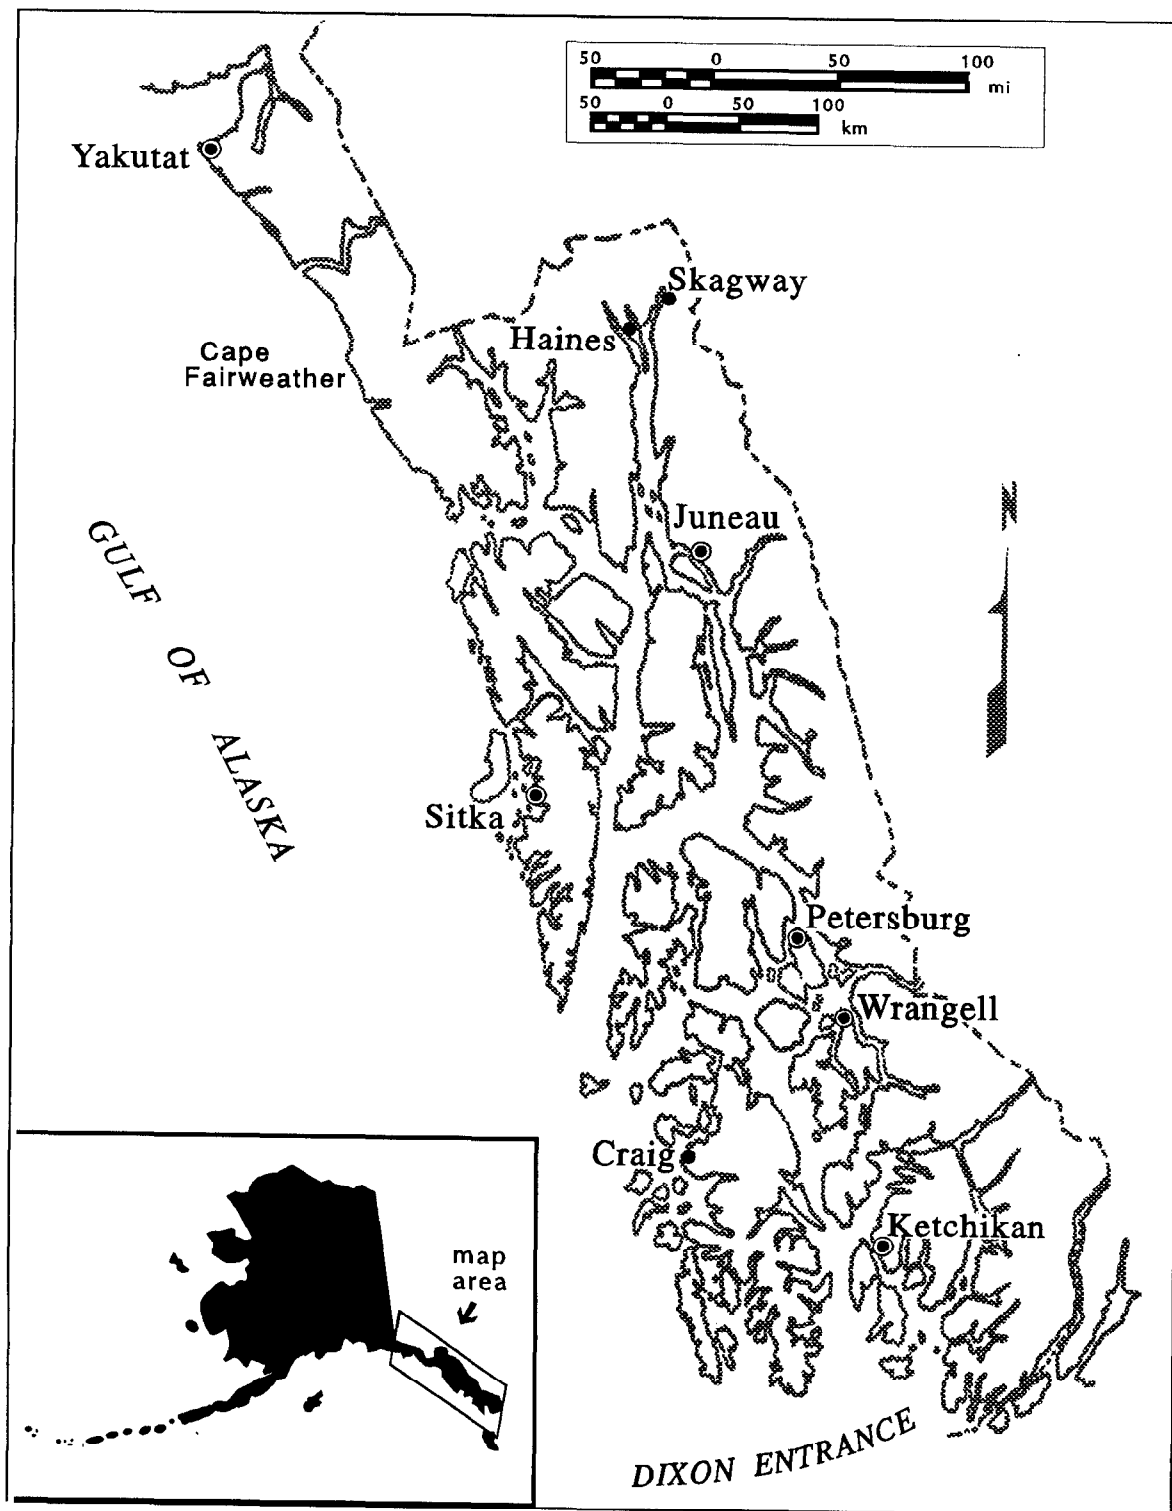 50 0 50 100
mi
50 0 50 100
km
Yakutat
Skagway
Haines
Cape
Fairweather
N
Juneau
GULF OF ALASKA
Sitka
Petersburg
Wrangell
Craig
Ketchikan
map
area
DIXON ENTRANCE